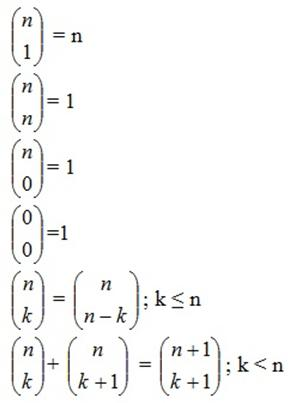 (n 1) = n
(n n) = 1
(n 0) = 1
(0 0) =1
(n k) = (n n−k) ; k ≤ n
(n k) + (n k+1) = (n+1 k+1) ; k < n